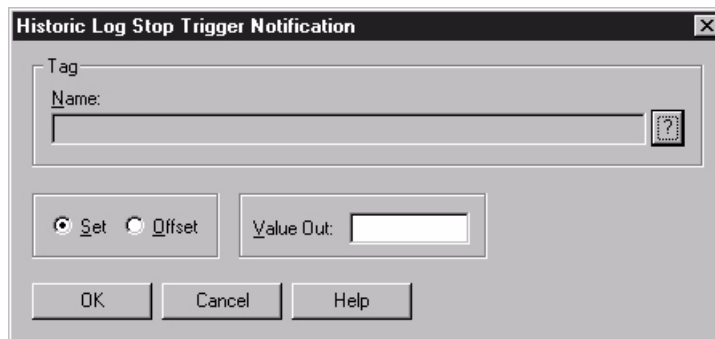 Historic Log Stop Trigger Notification
Tag
Name:
?
Set Offset
Value Out:
OK Cancel Help